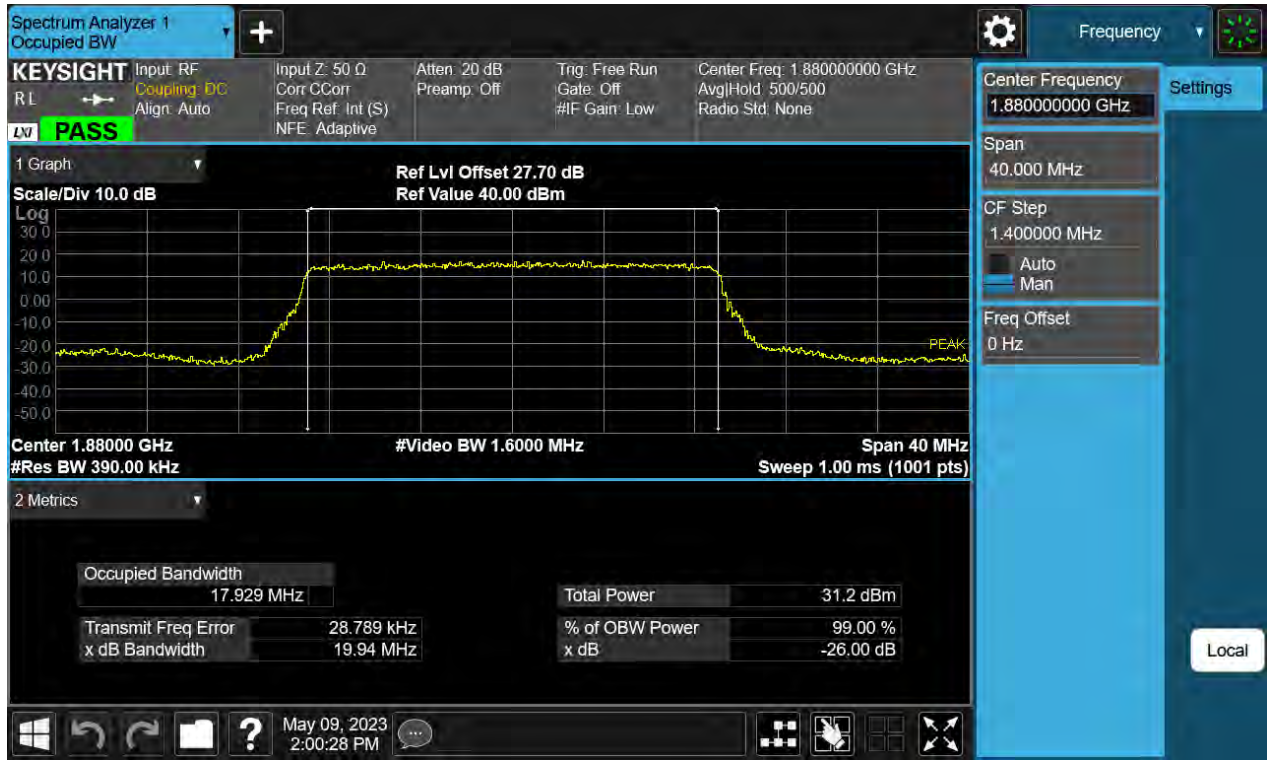 Spectrum Analyzer 1
Occupied BW
Frequency
KEYSIGHT
RL
LXI
PASS
Input: RF
Coupling: DC
Align: Auto
Input Z: 50 Ω
Corr CCorr
Freq Ref: Int (S)
NFE: Adaptive
Atten: 20 dB
Preamp: Off
Trig: Free Run
Gate: Off
#IF Gain: Low
Center Freq: 1.880000000 GHz
Avg|Hold: 500/500
Radio Std: None
Center Frequency
1.880000000 GHz
Settings
Span
40.000 MHz
CF Step
1.400000 MHz
Auto
Man
Freq Offset
0 Hz
Local
1 Graph
Scale/Div 10.0 dB
Ref Lvl Offset 27.70 dB
Ref Value 40.00 dBm
Log
30.0
20.0
10.0
0.00
-10.0
-20.0
-30.0
-40.0
-50.0
PEAK
Center 1.88000 GHz
#Video BW 1.6000 MHz
Span 40 MHz
#Res BW 390.00 kHz
Sweep 1.00 ms (1001 pts)
2 Metrics
Occupied Bandwidth
17.929 MHz
Total Power 31.2 dBm
Transmit Freq Error 28.789 kHz
% of OBW Power 99.00 %
x dB Bandwidth 19.94 MHz
x dB -26.00 dB
May 09, 2023
2:00:28 PM